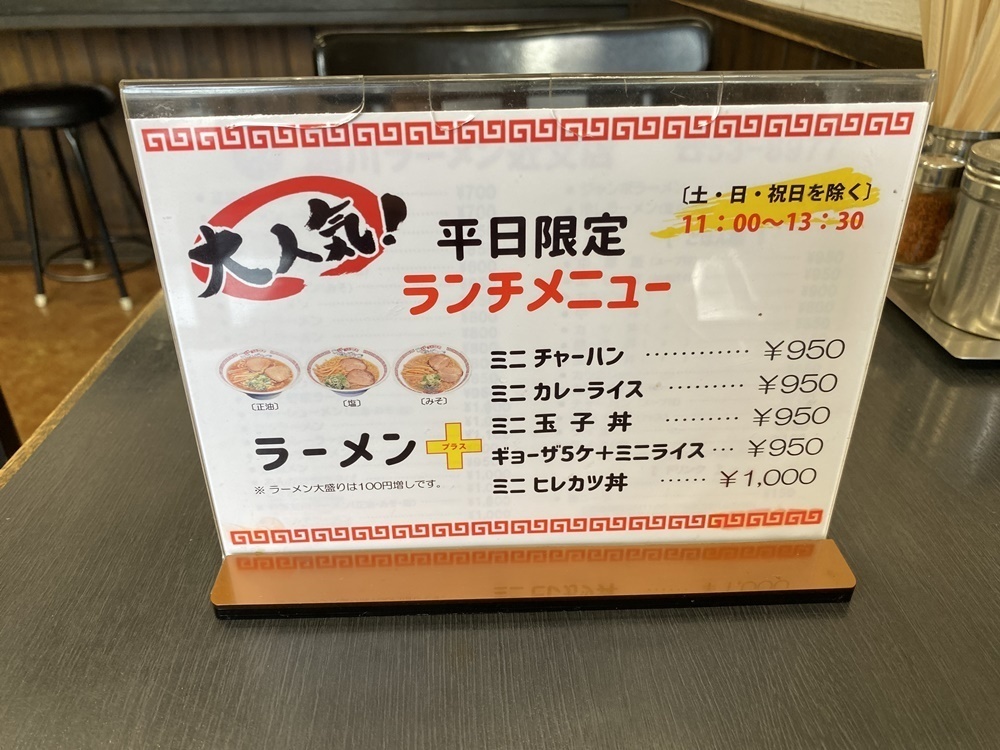 大人気!
平日限定
ランチメニュー
〔土・日・祝日を除く〕
11：00～13：30
〔正油〕 〔塩〕 〔みそ〕
ラーメン
プラス
※ ラーメン大盛りは100円増しです。
ミニ チャーハン ………… ￥950
ミニ カレーライス ……… ￥950
ミニ 玉 子 丼 ……… ￥950
ギョーザ5ケ＋ミニライス … ￥950
ミニ ヒレカツ丼 …… ￥1,000